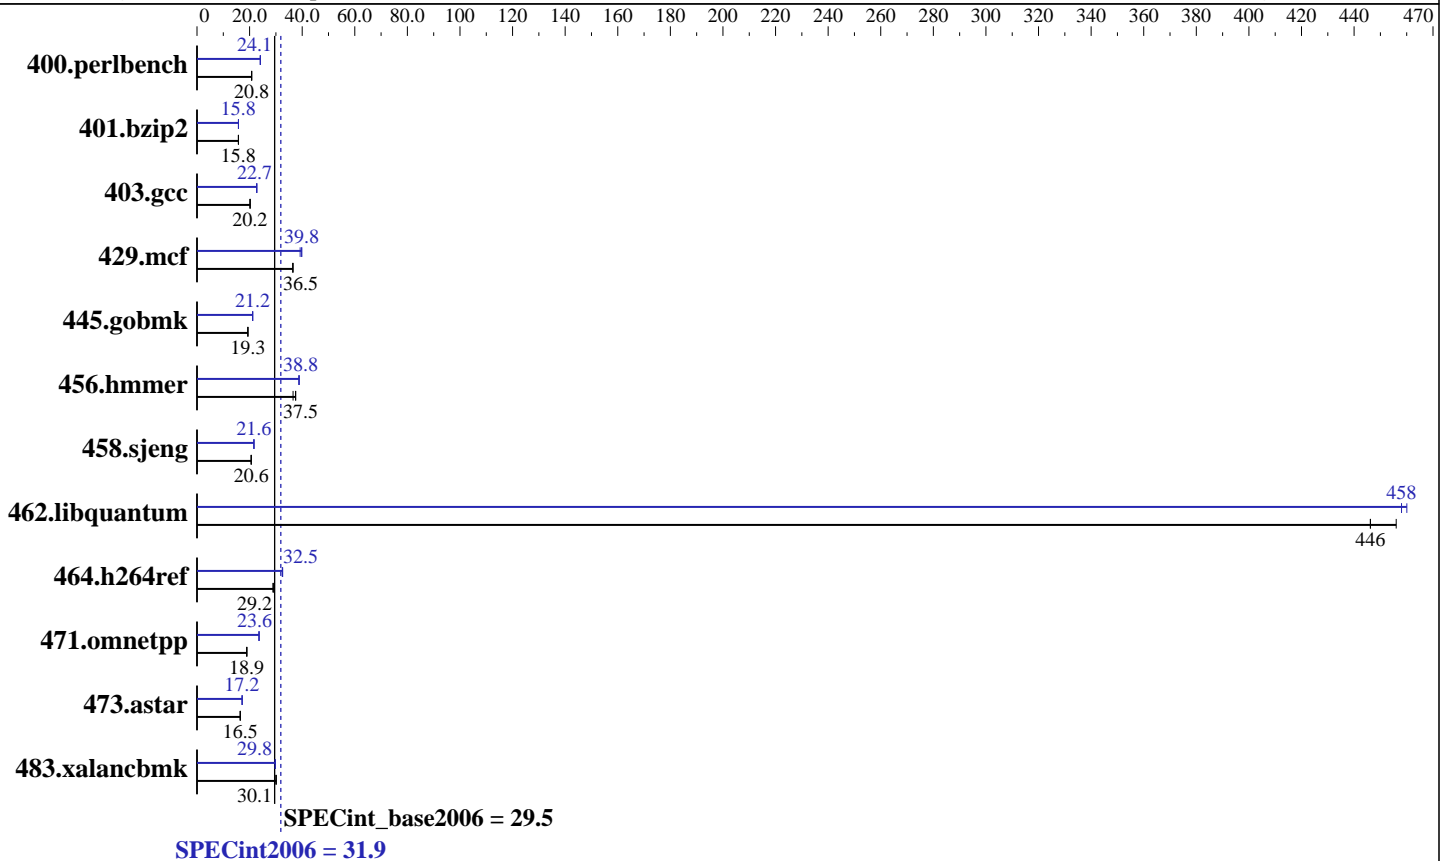 0 20.0 40.0 60.0 80.0 100 120 140 160 180 200 220 240 260 280 300 320 340 360 380 400 420 440 470
24.1
400.perlbench
20.8
15.8
401.bzip2
15.8
22.7
403.gcc
20.2
39.8
429.mcf
36.5
21.2
445.gobmk
19.3
38.8
456.hmmer
37.5
21.6
458.sjeng
20.6
458
462.libquantum
446
32.5
464.h264ref
29.2
23.6
471.omnetpp
18.9
17.2
473.astar
16.5
29.8
483.xalancbmk
30.1
SPECint_base2006 = 29.5
SPECint2006 = 31.9